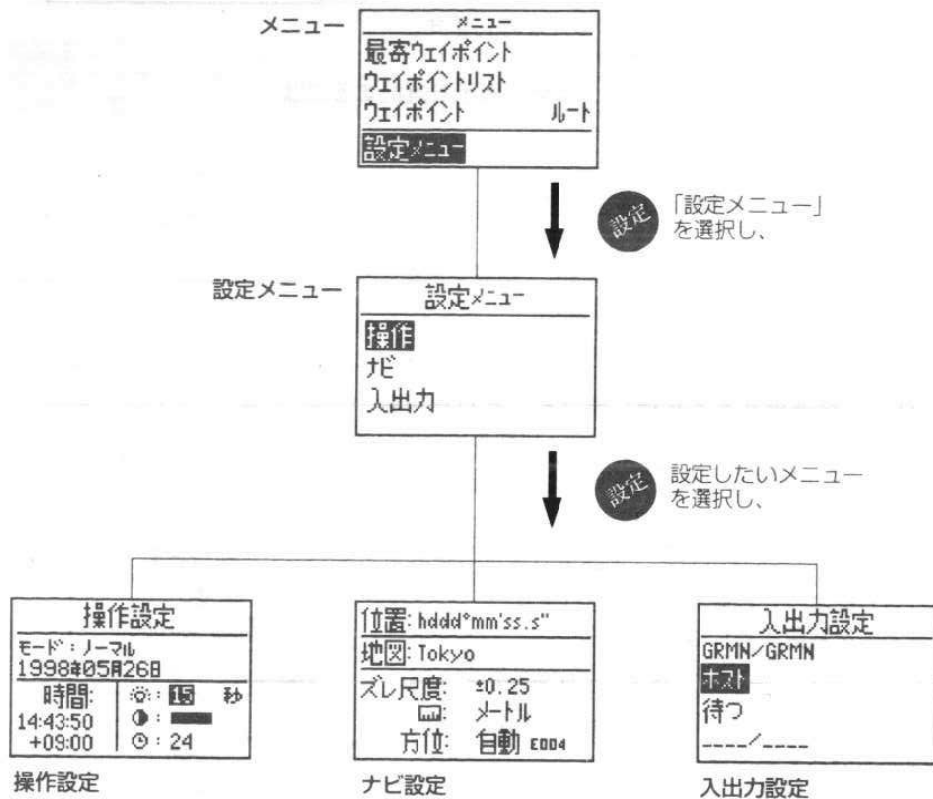 メニュー
メニュー
最寄ウェイポイント
ウェイポイントリスト
ウェイポイント ルート
設定メニュー
設定
「設定メニュー」
を選択し、
設定メニュー
設定メニュー
操作
ナビ
入出力
設定
設定したいメニュー
を選択し、
操作設定
モード:ノーマル
1998年05月26日
時間: : 15 秒
14:43:50 :
+09:00 : 24
操作設定
位置: hddd°mm'ss.s"
地図: Tokyo
ズレ尺度: ±0.25
: メートル
方位: 自動 E004
ナビ設定
入出力設定
GRMN/GRMN
ホスト
待つ
----/----
入出力設定